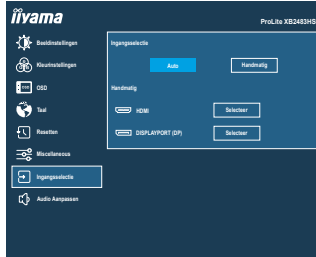 iiyama
ProLite XB2483HS
Beeldinstellingen
Kleurinstellingen
OSD
Taal
Resetten
Miscellaneous
Ingangsselectie
Audio Aanpassen
Ingangsselectie
Auto
Handmatig
Handmatig
HDMI
Selecteer
DISPLAYPORT (DP)
Selecteer